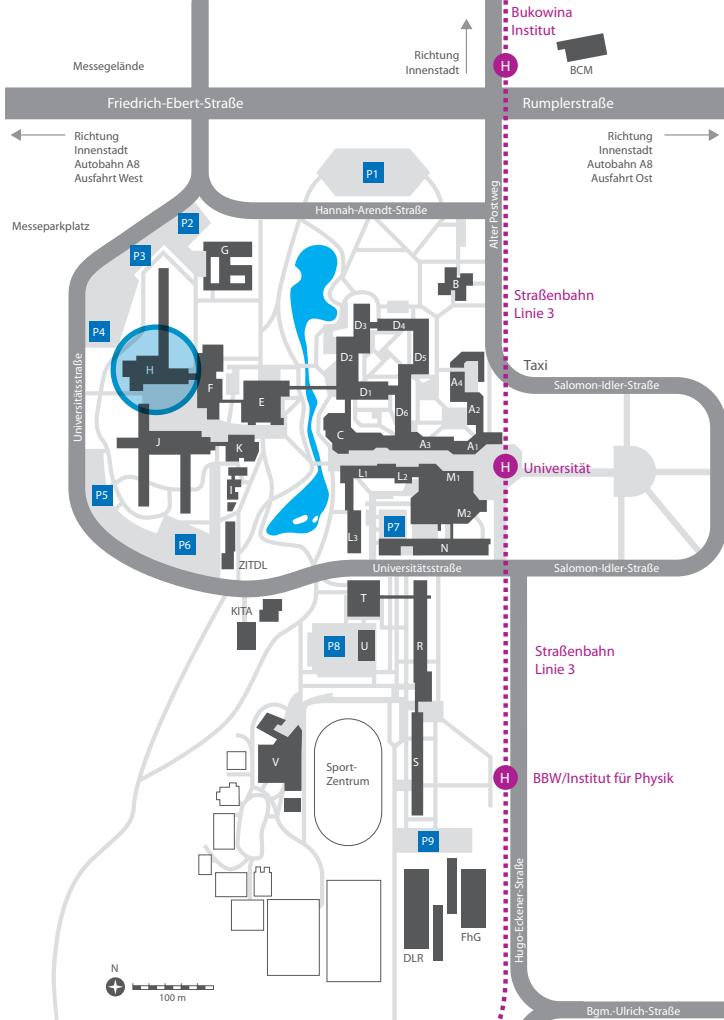 Bukowina
Institut
Richtung
Innenstadt
H
BCM
Messegelände
Friedrich-Ebert-Straße
Rumplerstraße
Richtung
Innenstadt
Autobahn A8
Ausfahrt West
Richtung
Innenstadt
Autobahn A8
Ausfahrt Ost
P1
Alter Postweg
Hannah-Arendt-Straße
P2
Messeparkplatz
P3
G
B
Straßenbahn
Linie 3
P4
D3
D4
D2
D5
H
F
E
D1
D6
A4
A2
Taxi
Salomon-Idler-Straße
Universitätsstraße
J
K
C
A3
A1
H
Universität
I
L1
L2
M1
M2
P5
P6
P7
L3
N
ZITDL
Universitätsstraße
Salomon-Idler-Straße
KITA
T
P8
U
R
Straßenbahn
Linie 3
V
Sport-
Zentrum
S
H
BBW/Institut für Physik
P9
Hugo-Eckener-Straße
DLR
FhG
N
100 m
Bgm.-Ulrich-Straße